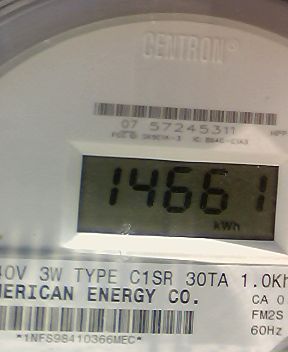 CENTRON®
07 57245311
14661
kWh
40V 3W TYPE C1SR 30TA 1.0Kh
MERICAN ENERGY CO.
CA 0
FM2S
60Hz
*1NFS98410366MEC*